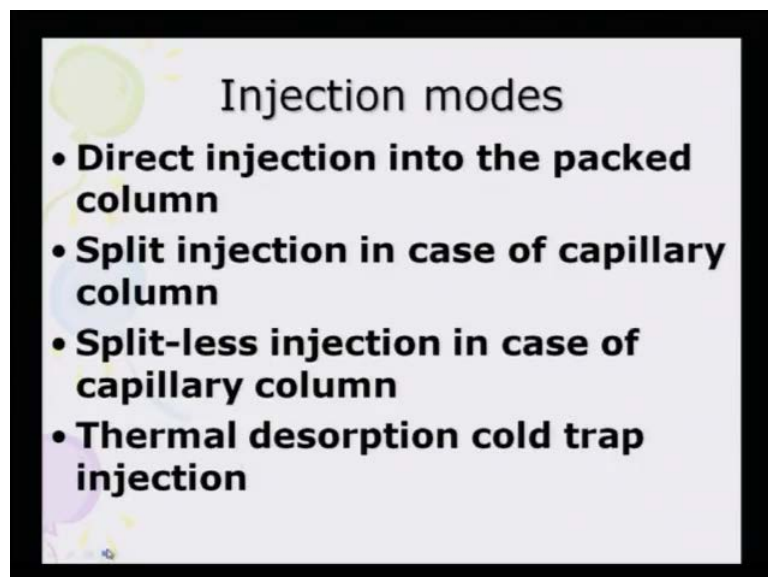 Injection modes
• Direct injection into the packed
column
• Split injection in case of capillary
column
• Split-less injection in case of
capillary column
• Thermal desorption cold trap
injection